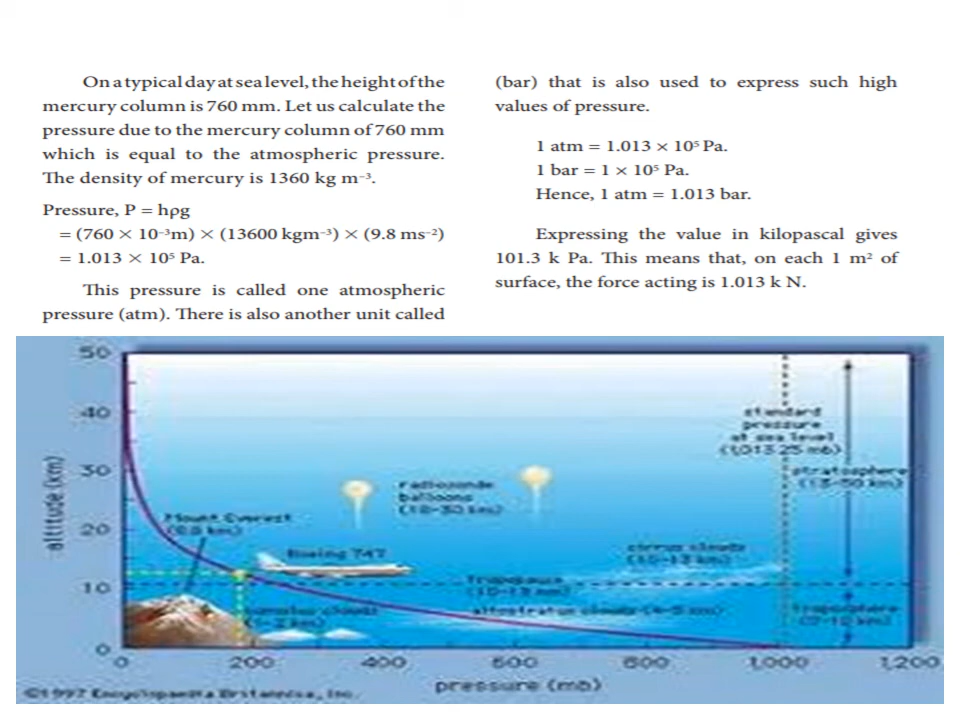 On a typical day at sea level, the height of the
mercury column is 760 mm. Let us calculate the
pressure due to the mercury column of 760 mm
which is equal to the atmospheric pressure.
The density of mercury is 1360 kg m⁻³.
Pressure, P = hρg
= (760 × 10⁻³m) × (13600 kgm⁻³) × (9.8 ms⁻²)
= 1.013 × 10⁵ Pa.
This pressure is called one atmospheric
pressure (atm). There is also another unit called
(bar) that is also used to express such high
values of pressure.
1 atm = 1.013 × 10⁵ Pa.
1 bar = 1 × 10⁵ Pa.
Hence, 1 atm = 1.013 bar.
Expressing the value in kilopascal gives
101.3 k Pa. This means that, on each 1 m² of
surface, the force acting is 1.013 k N.
50
40
30
20
10
0
altitude (km)
standard
pressure
at sea level
(1,013.25 mb)
stratosphere
radiosonde
balloons
Mount Everest
Boeing 747
cirrus clouds
tropopause
cumulus clouds
altostratus clouds
troposphere
0 200 400 600 800 1,000 1,200
pressure (mb)
©1997 Encyclopaedia Britannica, Inc.